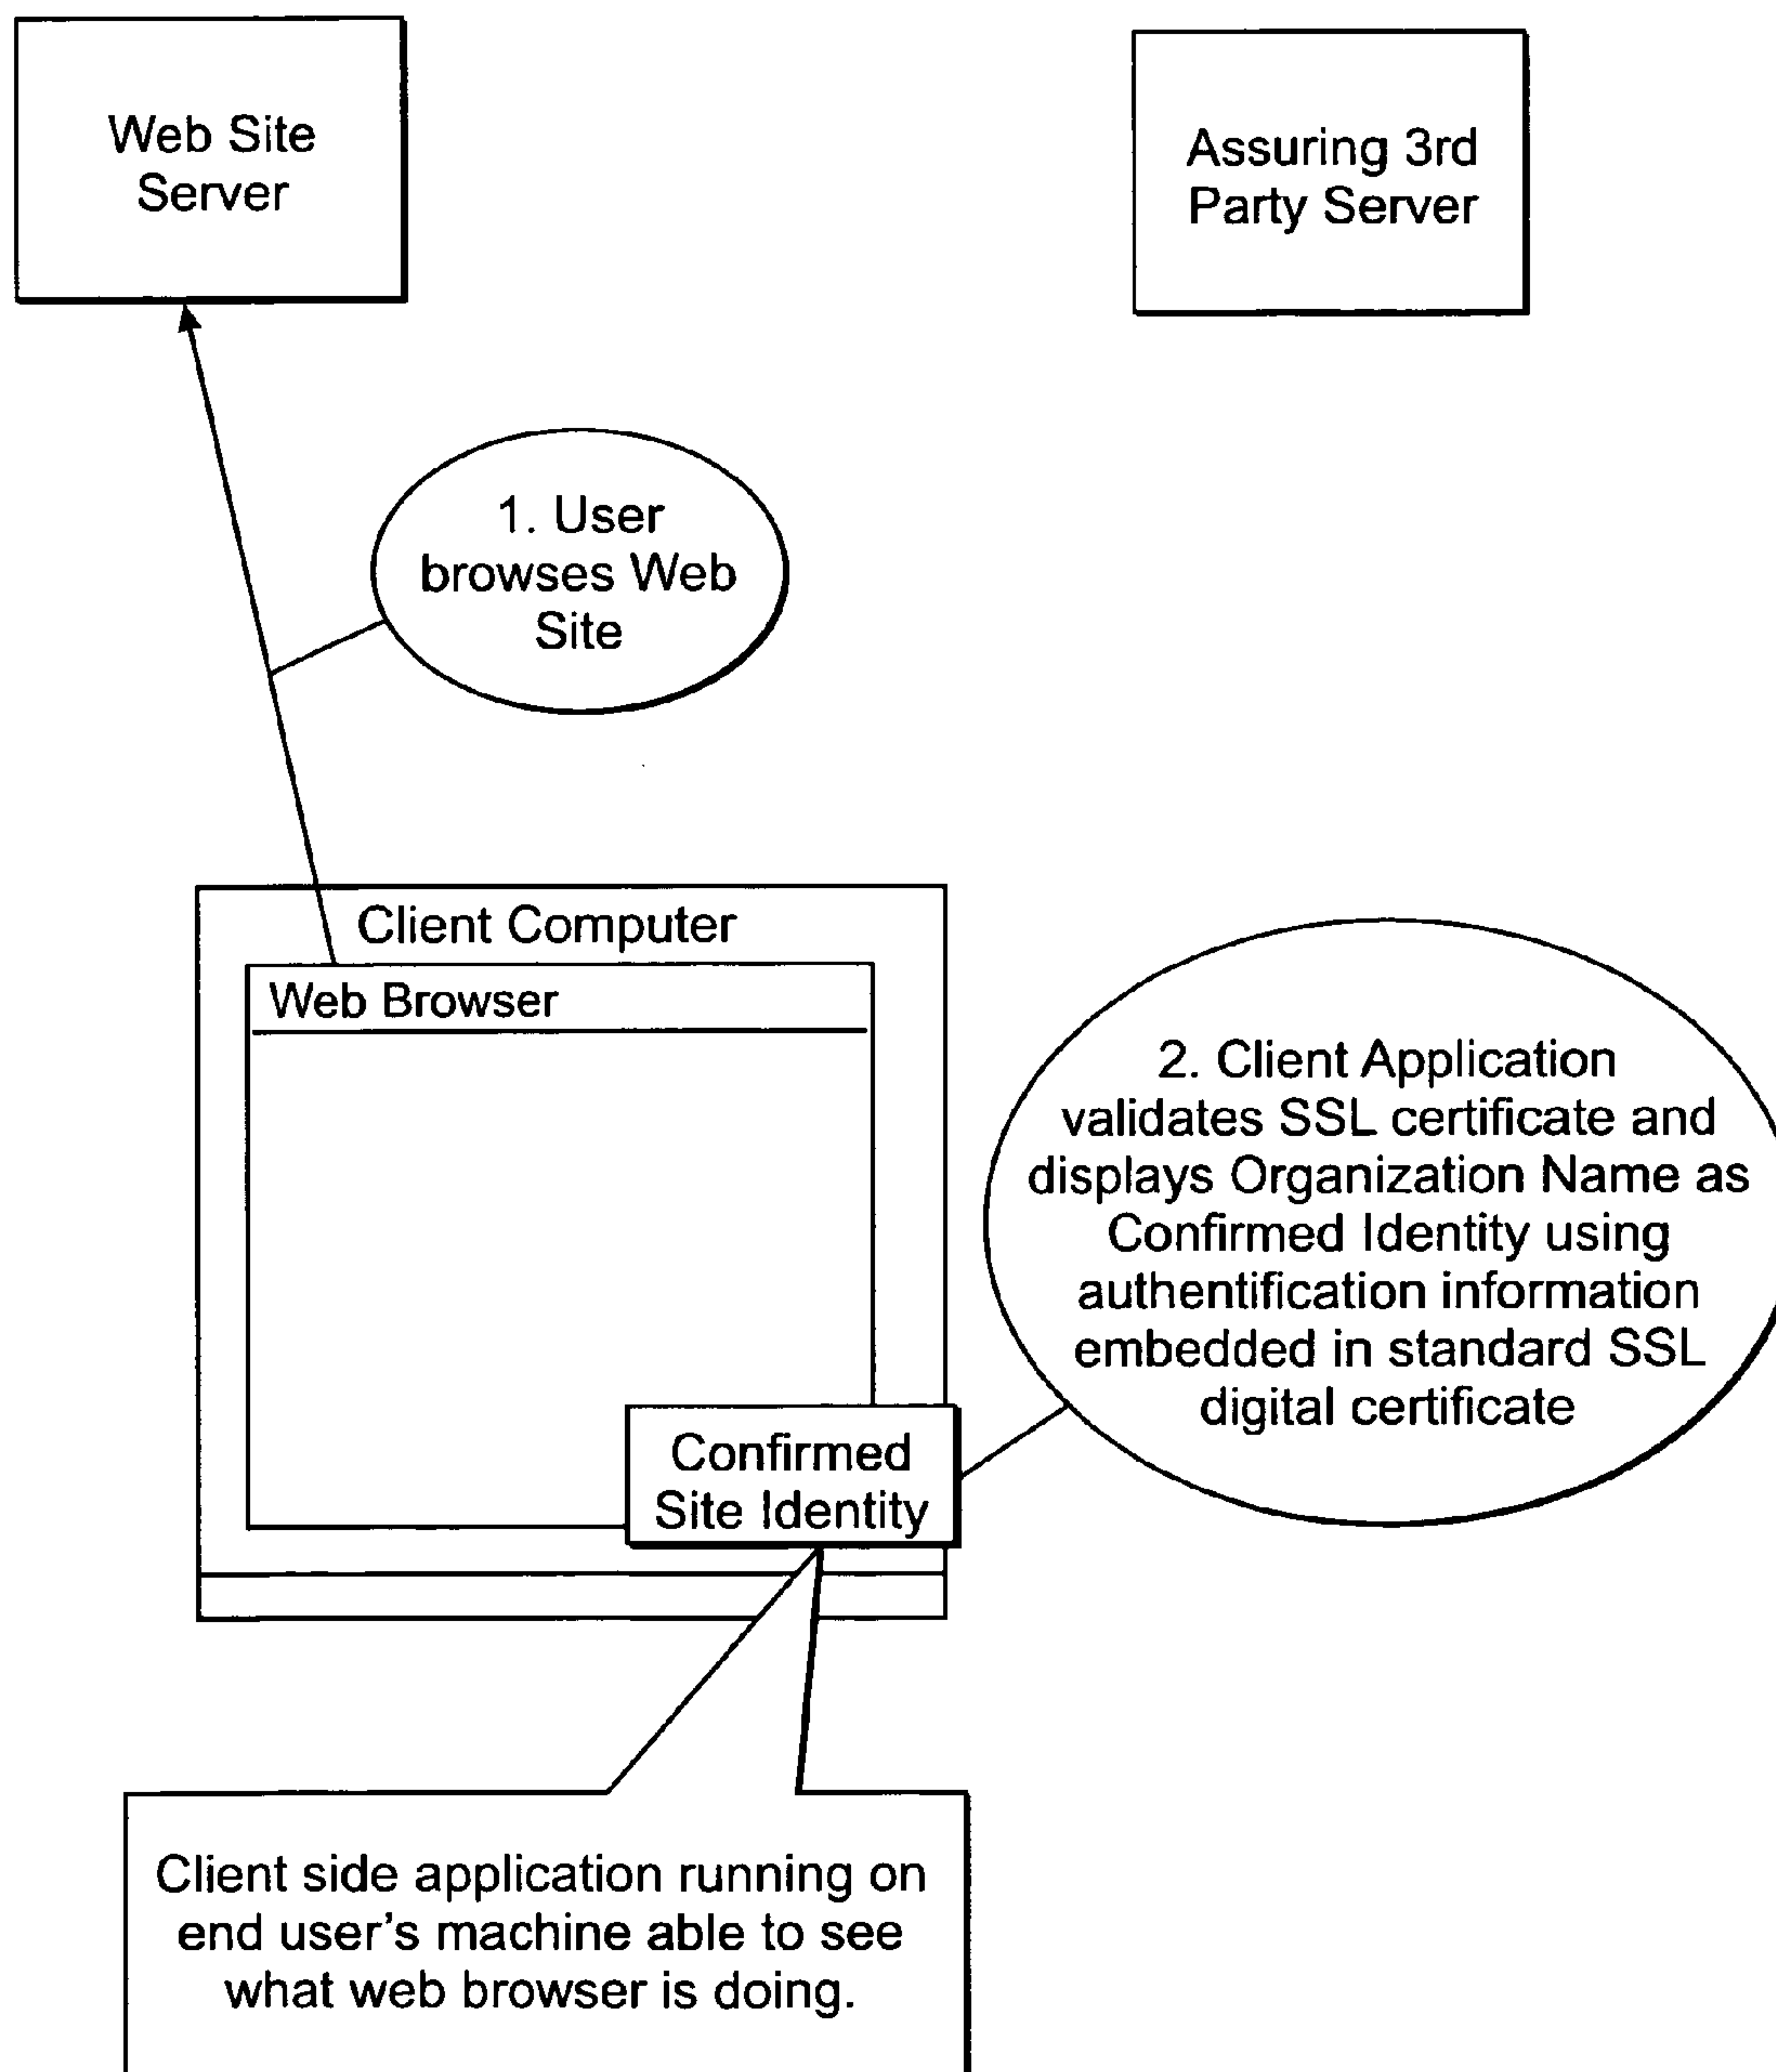 Web Site
Server
Assuring 3rd
Party Server
1. User
browses Web
Site
Client Computer
Web Browser
2. Client Application
validates SSL certificate and
displays Organization Name as
Confirmed Identity using
authentification information
embedded in standard SSL
digital certificate
Confirmed
Site Identity
Client side application running on
end user's machine able to see
what web browser is doing.